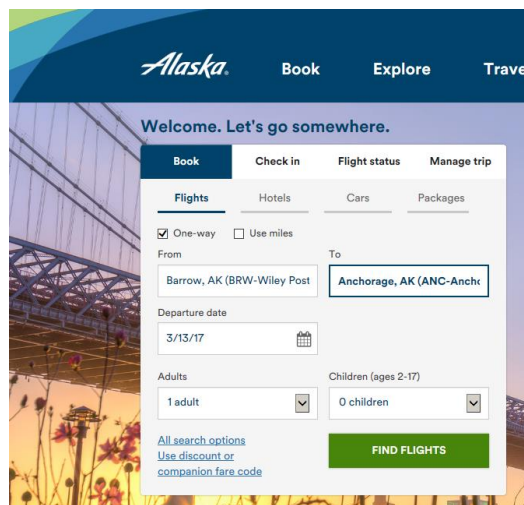 Alaska. Book Explore Trave
Welcome. Let's go somewhere.
Book Check in Flight status Manage trip
Flights Hotels Cars Packages
One-way Use miles
From To
Barrow, AK (BRW-Wiley Post Anchorage, AK (ANC-Ancho
Departure date
3/13/17
Adults Children (ages 2-17)
1 adult 0 children
All search options
Use discount or
companion fare code
FIND FLIGHTS